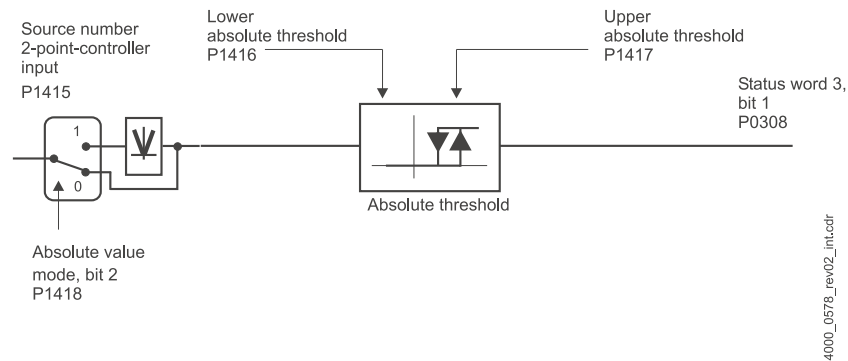 Source number
2-point-controller
input
P1415
Lower
absolute threshold
P1416
Upper
absolute threshold
P1417
Status word 3,
bit 1
P0308
1
0
Absolute threshold
Absolute value
mode, bit 2
P1418
4000_0578_rev02_int.cdr